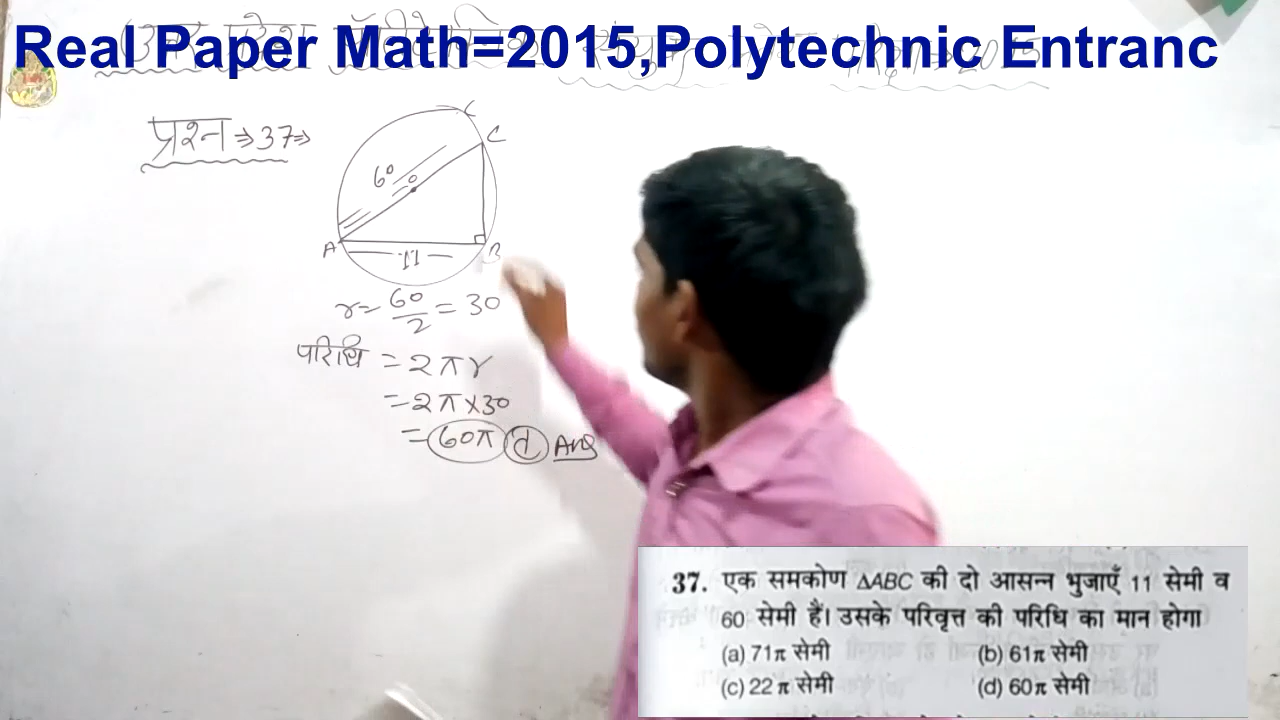 Real Paper Math=2015,Polytechnic Entranc
प्रश्न ⇒37⇒
C
C
60
O
A
11
B
r= 60/2 = 30
परिधि = 2πr
=2π×30
=60π d Ans
37. एक समकोण ΔABC की दो आसन्न भुजाएँ 11 सेमी व
60 सेमी हैं। उसके परिवृत्त की परिधि का मान होगा
(a) 71π सेमी (b) 61π सेमी
(c) 22 π सेमी (d) 60π सेमी